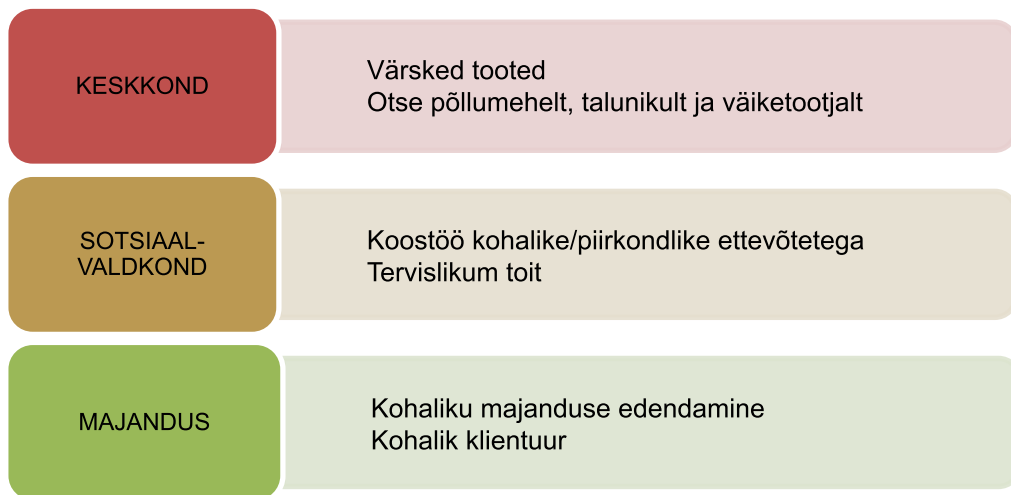 KESKKOND
Värsked tooted
Otse põllumehelt, talunikult ja väiketootjalt
SOTSIAAL-
VALDKOND
Koostöö kohalike/piirkondlike ettevõtetega
Tervislikum toit
MAJANDUS
Kohaliku majanduse edendamine
Kohalik klientuur